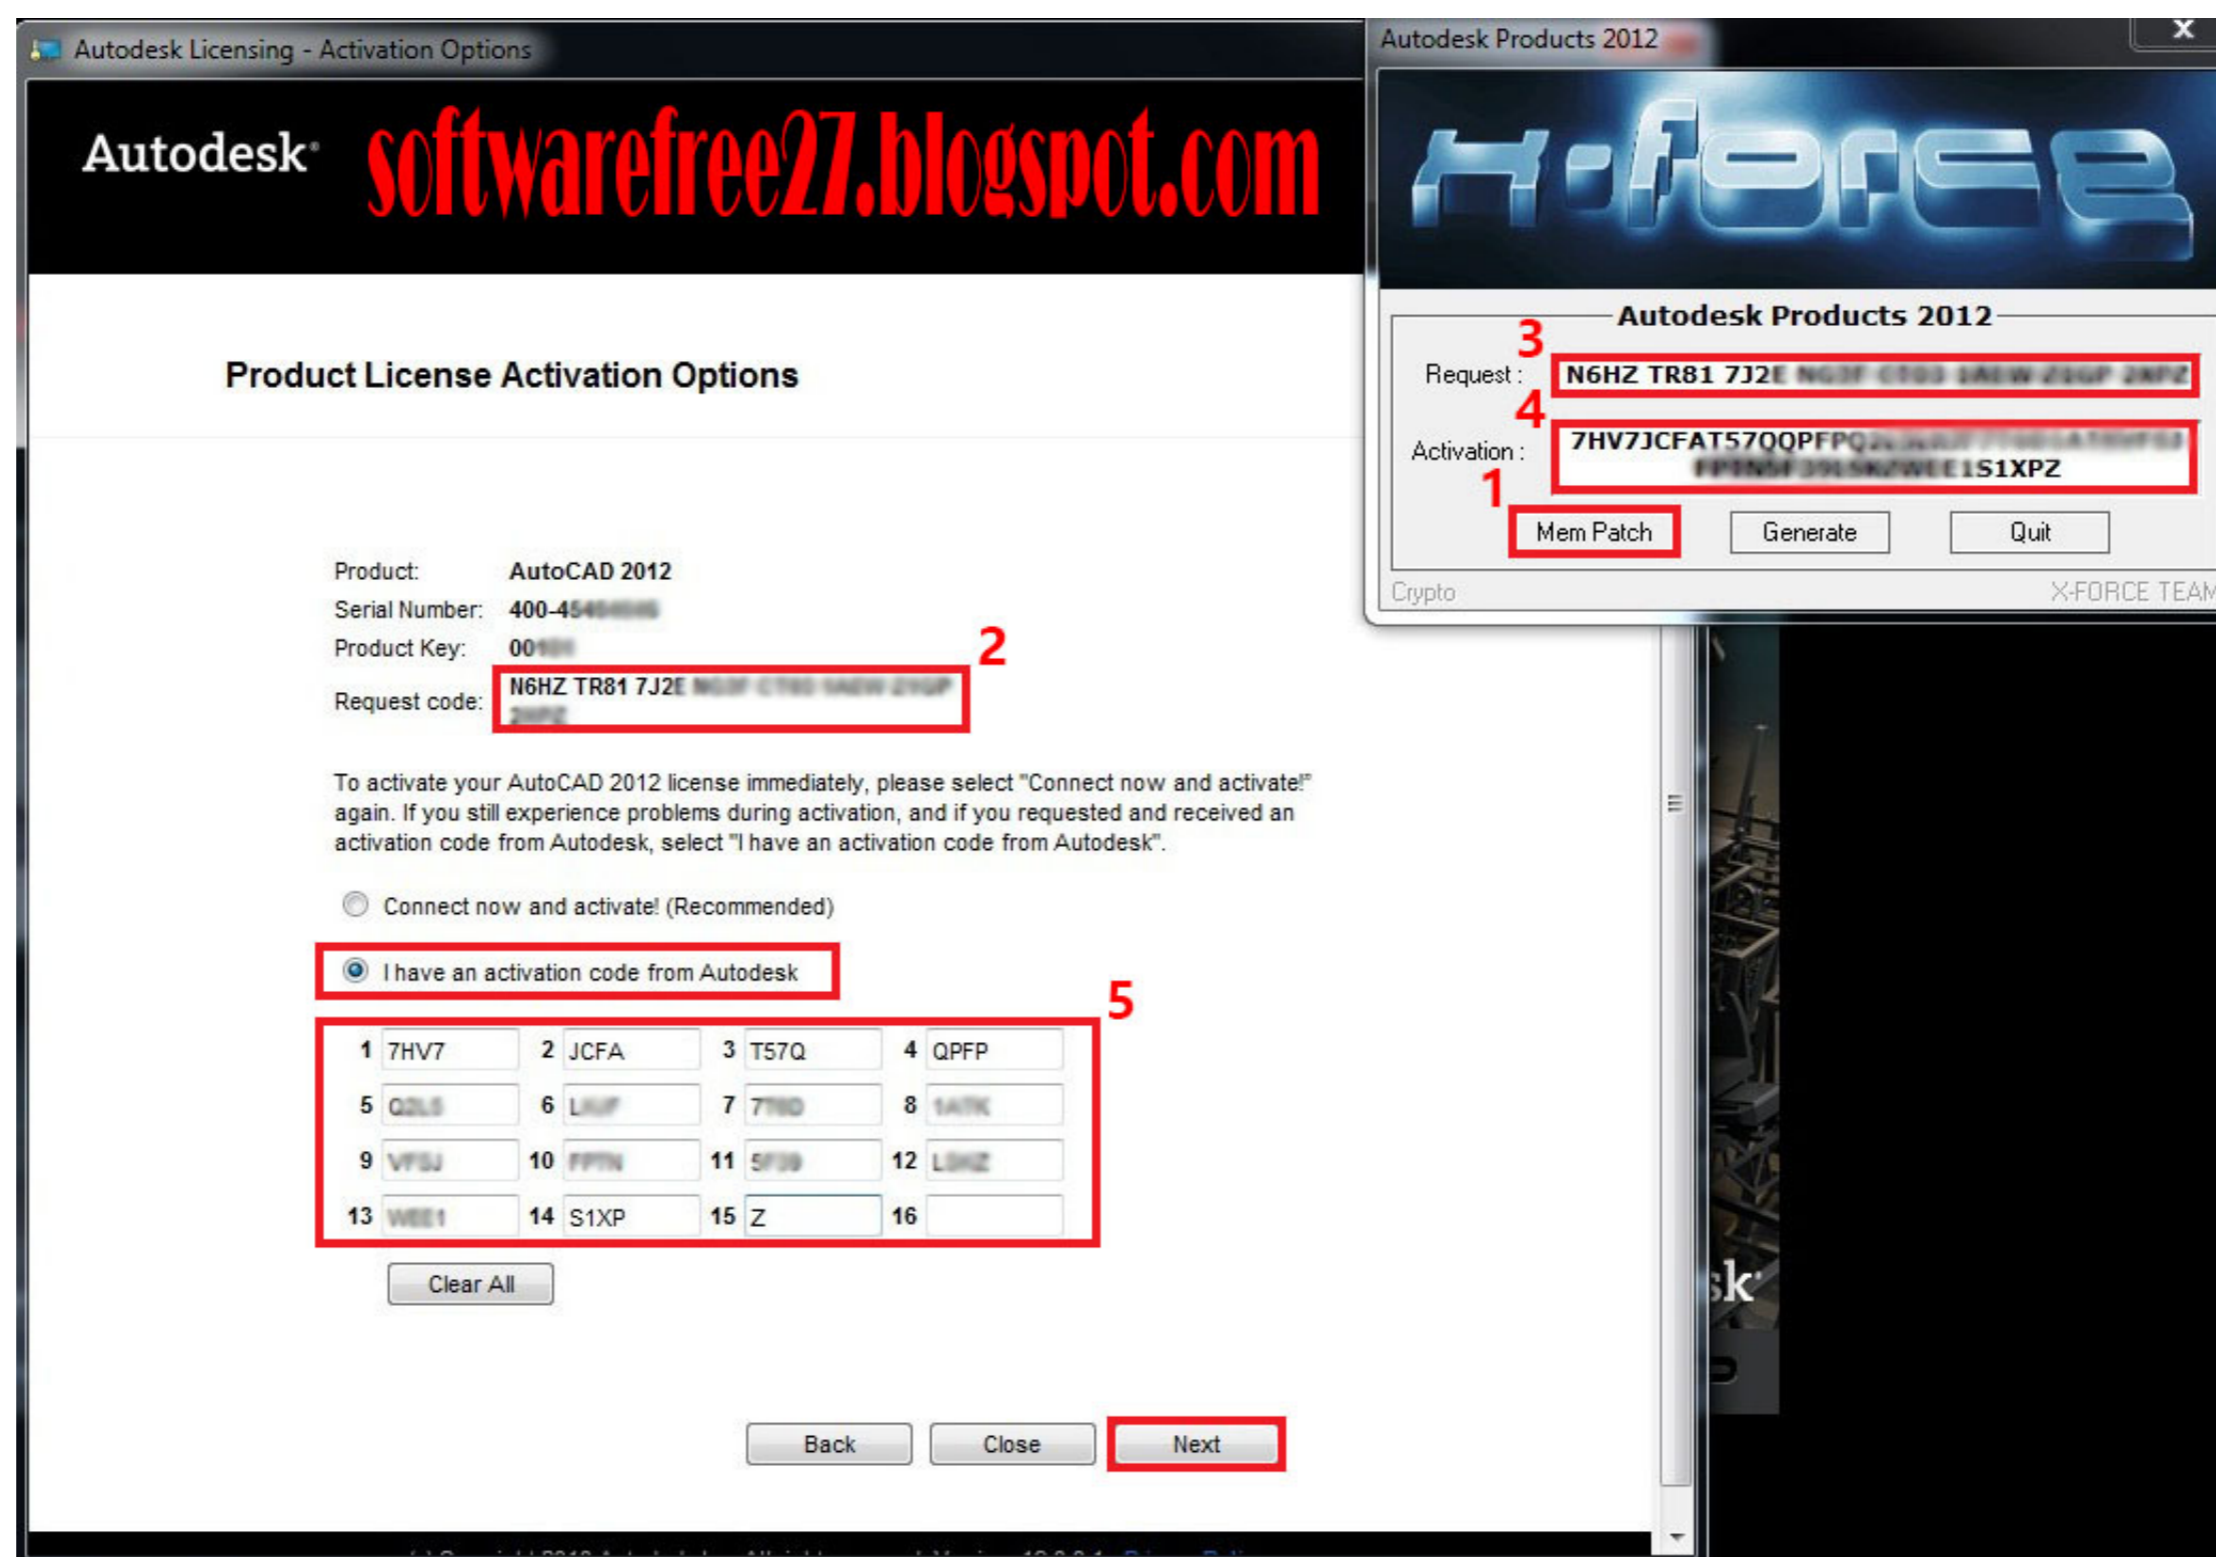 Autodesk Licensing - Activation Options
Autodesk
softwarefree27.blogspot.com
Product License Activation Options
Product: AutoCAD 2012
Serial Number: 400-4
Product Key: 00
2
Request code: N6HZ TR81 7J2E
To activate your AutoCAD 2012 license immediately, please select "Connect now and activate!"
again. If you still experience problems during activation, and if you requested and received an
activation code from Autodesk, select "I have an activation code from Autodesk".
Connect now and activate! (Recommended)
I have an activation code from Autodesk
5
1 7HV7 2 JCFA 3 T57Q 4 QPFP
5 6 7 8
9 10 11 12
13 14 S1XP 15 Z 16
Clear All
Back Close Next
Autodesk Products 2012
X
x-force
Autodesk Products 2012
3
Request : N6HZ TR81 7J2E
4
Activation : 7HV7JCFAT57QQPFPQ
S1XPZ
1
Mem Patch Generate Quit
Crypto X-FORCE TEAM
sk